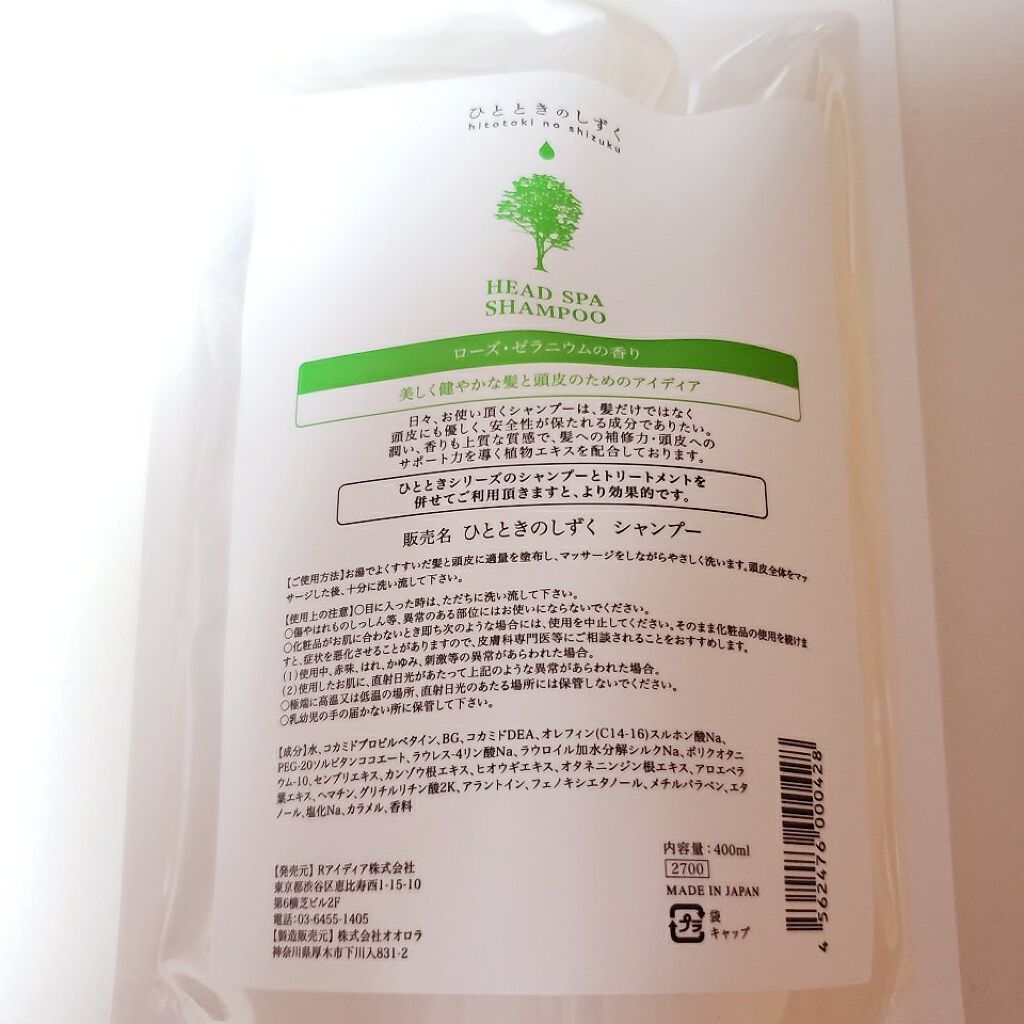 ひとときのしずく
hitotoki no shizuku
HEAD SPA
SHAMPOO
ローズ・ゼラニウムの香り
美しく健やかな髪と頭皮のためのアイディア
日々、お使い頂くシャンプーは、髪だけではなく
頭皮にも優しく、安全性が保たれる成分でありたい。
潤い、香りも上質な質感で、髪への補修力・頭皮への
サポート力を導く植物エキスを配合しております。
ひとときシリーズのシャンプーとトリートメントを
併せてご利用頂きますと、より効果的です。
販売名 ひとときのしずく シャンプー
【ご使用方法】お湯でよくすすいだ髪と頭皮に適量を塗布し、マッサージをしながらやさしく洗います。頭皮全体をマッ
サージした後、十分に洗い流して下さい。
【使用上の注意】○目に入った時は、ただちに洗い流して下さい。
○傷やはれものしっしん等、異常のある部位にはお使いにならないでください。
○化粧品がお肌に合わないとき即ち次のような場合には、使用を中止してください。そのまま化粧品の使用を続けま
すと、症状を悪化させることがありますので、皮膚科専門医等にご相談されることをおすすめします。
(1)使用中、赤味、はれ、かゆみ、刺激等の異常があらわれた場合。
(2)使用したお肌に、直射日光があたって上記のような異常があらわれた場合。
○極端に高温又は低温の場所、直射日光のあたる場所には保管しないでください。
○乳幼児の手の届かない所に保管して下さい。
【成分】水、コカミドプロピルベタイン、BG、コカミドDEA、オレフィン(C14-16)スルホン酸Na、
PEG-20ソルビタンココエート、ラウレス-4リン酸Na、ラウロイル加水分解シルクNa、ポリクオタニ
ウム-10、センブリエキス、カンゾウ根エキス、ヒオウギエキス、オタネニンジン根エキス、アロエベラ
葉エキス、ヘマチン、グリチルリチン酸2K、アラントイン、フェノキシエタノール、メチルパラベン、エタ
ノール、塩化Na、カラメル、香料
内容量：400ml
2700
MADE IN JAPAN
プラ
袋
キャップ
【発売元】Rアイディア株式会社
東京都渋谷区恵比寿西1-15-10
第6横芝ビル2F
電話：03-6455-1405
【製造販売元】株式会社オオロラ
神奈川県厚木市下川入831-2
4562476000428